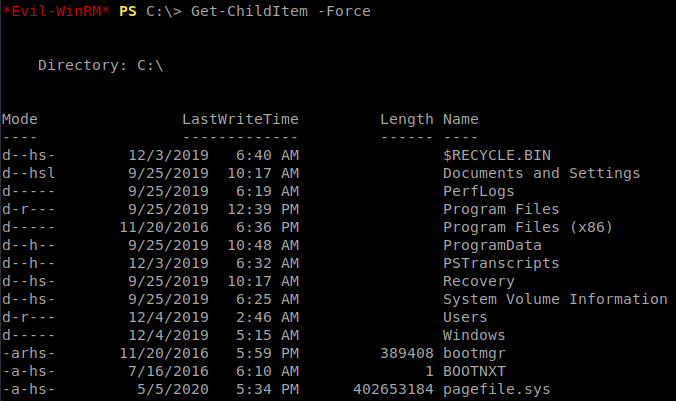 *Evil-WinRM* PS C:\> Get-ChildItem -Force
Directory: C:\
Mode LastWriteTime Length Name
---- ------------- ------ ----
d--hs- 12/3/2019 6:40 AM $RECYCLE.BIN
d--hsl 9/25/2019 10:17 AM Documents and Settings
d----- 9/25/2019 6:19 AM PerfLogs
d-r--- 9/25/2019 12:39 PM Program Files
d----- 11/20/2016 6:36 PM Program Files (x86)
d--h-- 9/25/2019 10:48 AM ProgramData
d--h-- 12/3/2019 6:32 AM PSTranscripts
d--hs- 9/25/2019 10:17 AM Recovery
d--hs- 9/25/2019 6:25 AM System Volume Information
d-r--- 12/4/2019 2:46 AM Users
d----- 12/4/2019 5:15 AM Windows
-arhs- 11/20/2016 5:59 PM 389408 bootmgr
-a-hs- 7/16/2016 6:10 AM 1 BOOTNXT
-a-hs- 5/5/2020 5:34 PM 402653184 pagefile.sys